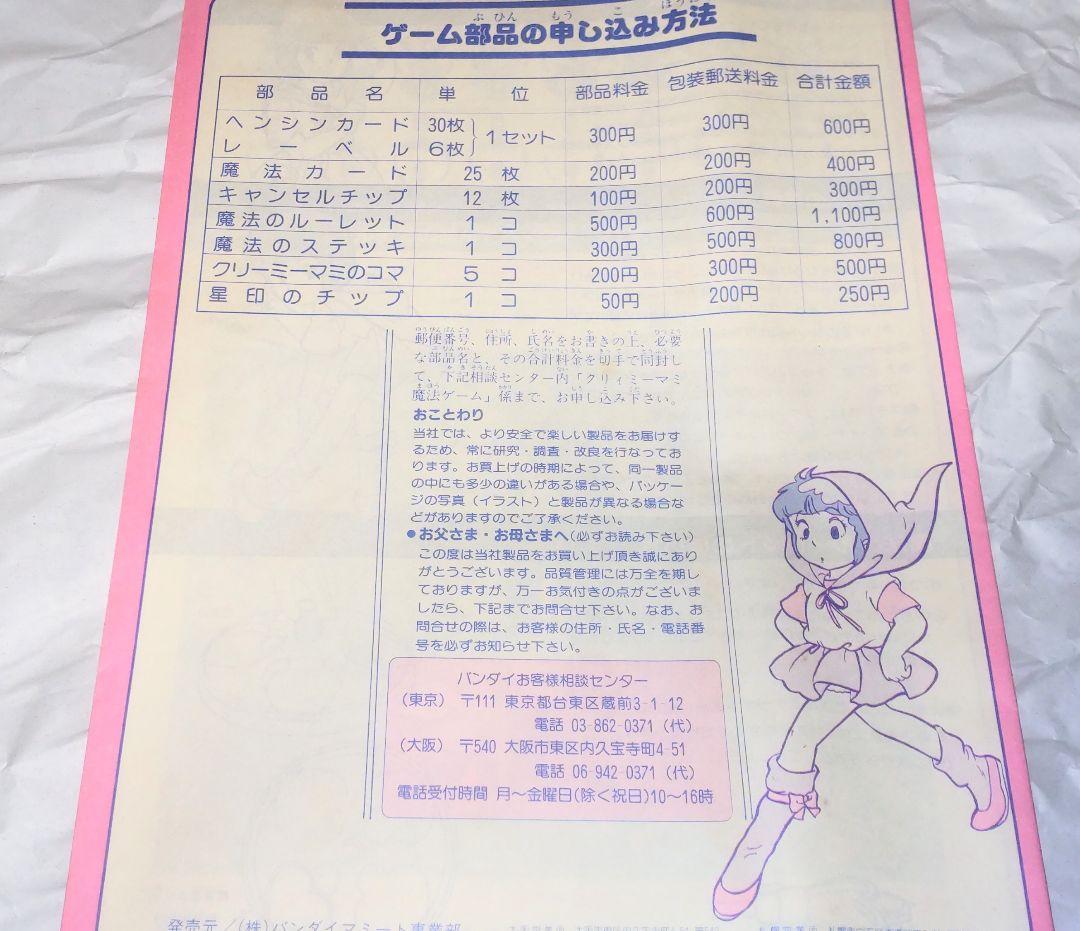 ゲーム部品の申し込み方法
部品名 単位 部品料金 包装郵送料金 合計金額
ヘンシンカード 30枚 1セット 300円 300円 600円
レーベル 6枚
魔法カード 25枚 200円 200円 400円
キャンセルチップ 12枚 100円 200円 300円
魔法のルーレット 1コ 500円 600円 1,100円
魔法のステッキ 1コ 300円 500円 800円
クリーミーマミのコマ 5コ 200円 300円 500円
星印のチップ 1コ 50円 200円 250円
郵便番号、住所、氏名をお書きの上、必要
な部品名と、その合計料金を切手で同封し
て、下記相談センター内「クリィミーマミ
魔法ゲーム」係まで、お申し込み下さい。
おことわり
当社では、より安全で楽しい製品をお届けす
るため、常に研究・調査・改良を行なってお
ります。お買上げの時期によって、同一製品
の中にも多少の違いがある場合や、パッケー
ジの写真（イラスト）と製品が異なる場合な
どがありますのでご了承ください。
●お父さま・お母さまへ(必ずお読み下さい)
この度は当社製品をお買い上げ頂き誠にあり
がとうございます。品質管理には万全を期し
ておりますが、万一お気付きの点がございま
したら、下記までお問合せ下さい。なお、お
問合せの際は、お客様の住所・氏名・電話番
号を必ずお知らせ下さい。
バンダイお客様相談センター
(東京) 〒111 東京都台東区蔵前3-1-12
電話 03-862-0371 (代)
(大阪) 〒540 大阪市東区内久宝寺町4-51
電話 06-942-0371 (代)
電話受付時間 月～金曜日(除く祝日)10～16時
発売元/(株)バンダイマミート事業部